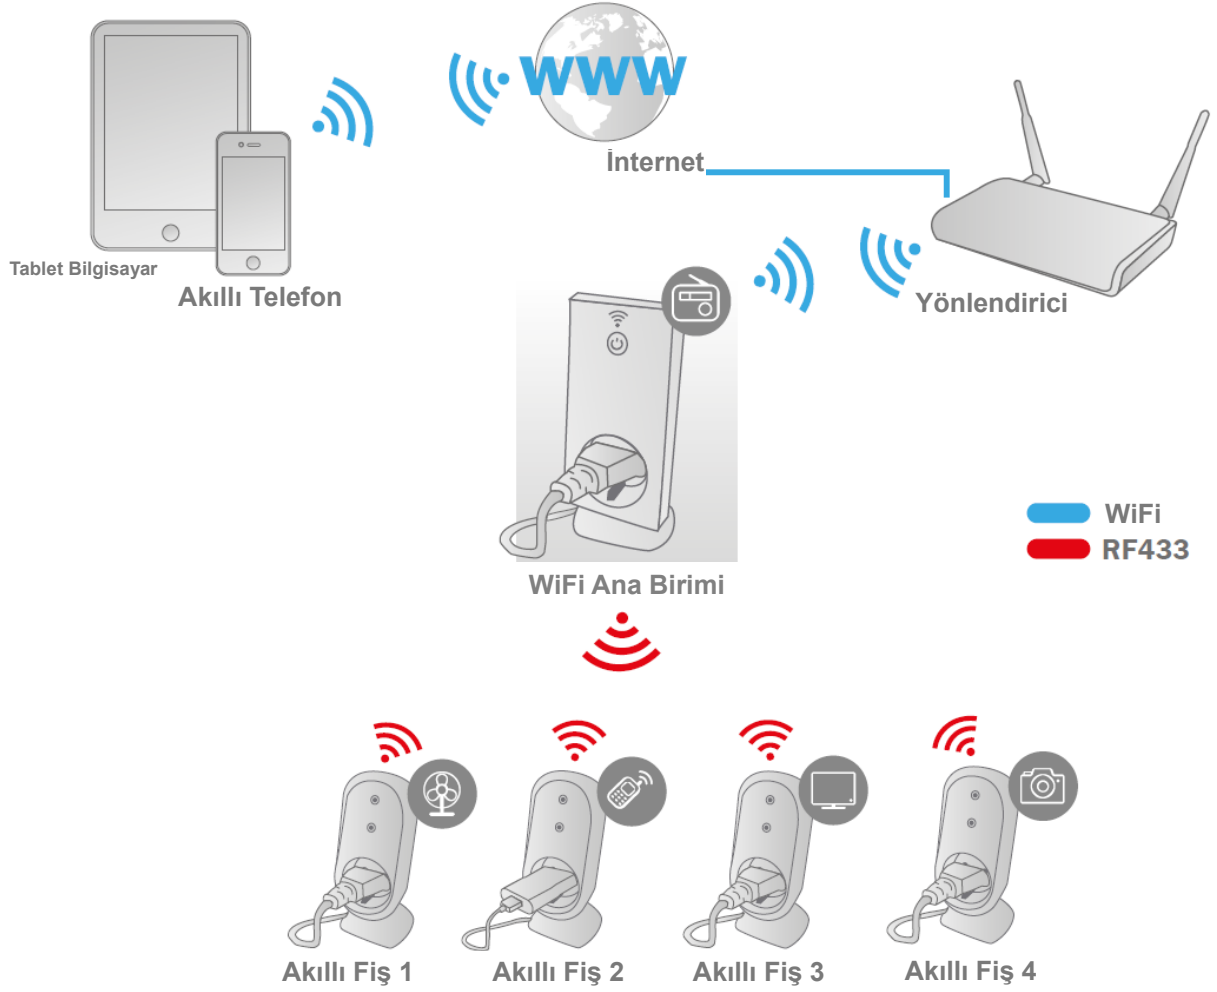 WWW
İnternet
Tablet Bilgisayar
Akıllı Telefon
Yönlendirici
WiFi
RF433
WiFi Ana Birimi
Akıllı Fiş 1
Akıllı Fiş 2
Akıllı Fiş 3
Akıllı Fiş 4